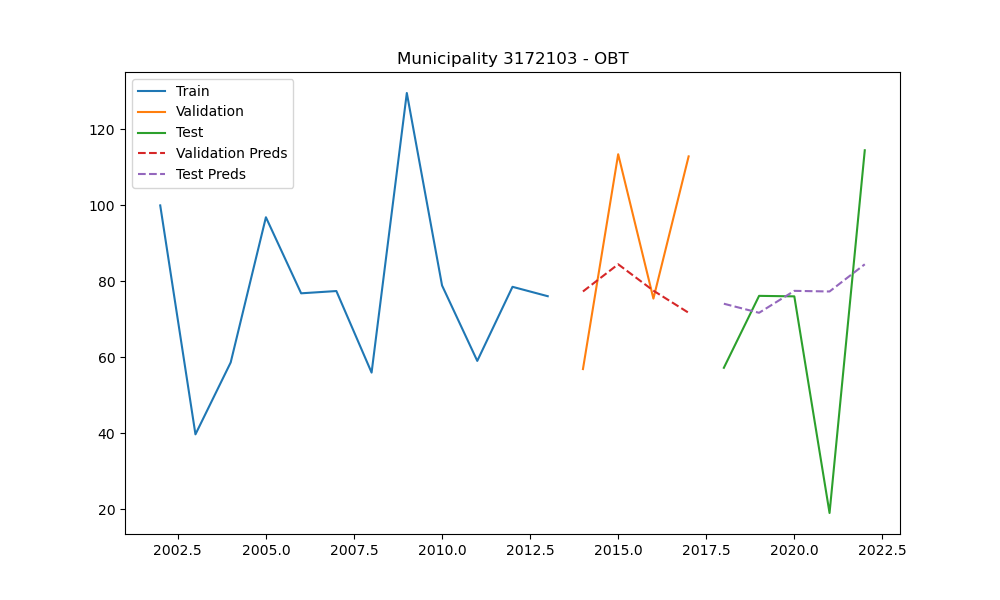 Municipality 3172103 - OBT
Train
Validation
Test
Validation Preds
Test Preds
120
100
80
60
40
20
2002.5 2005.0 2007.5 2010.0 2012.5 2015.0 2017.5 2020.0 2022.5